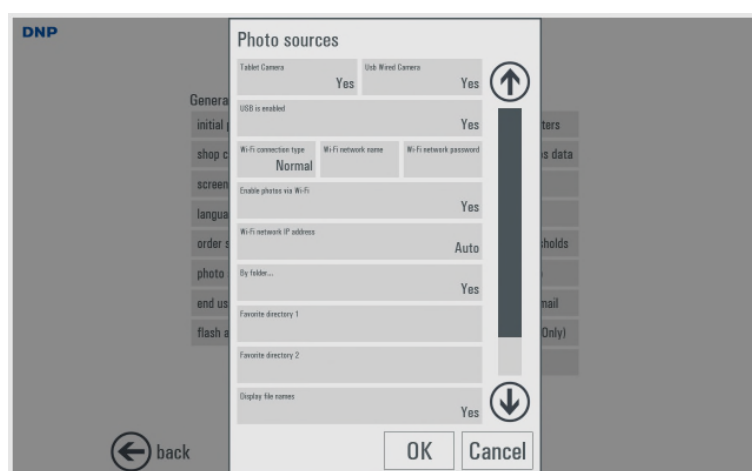 DNP
Photo sources
Tablet Camera
Yes
Usb Wired Camera
Yes
USB is enabled
Yes
Wi-Fi connection type
Normal
Wi-Fi network name
Wi-Fi network password
Enable photos via Wi-Fi
Yes
Wi-Fi network IP address
Auto
By folder...
Yes
Favorite directory 1
Favorite directory 2
Display file names
Yes
OK
Cancel
Genera
initial
shop c
screen
langua
order s
photo
end us
flash a
ters
s data
sholds
nail
Only)
back